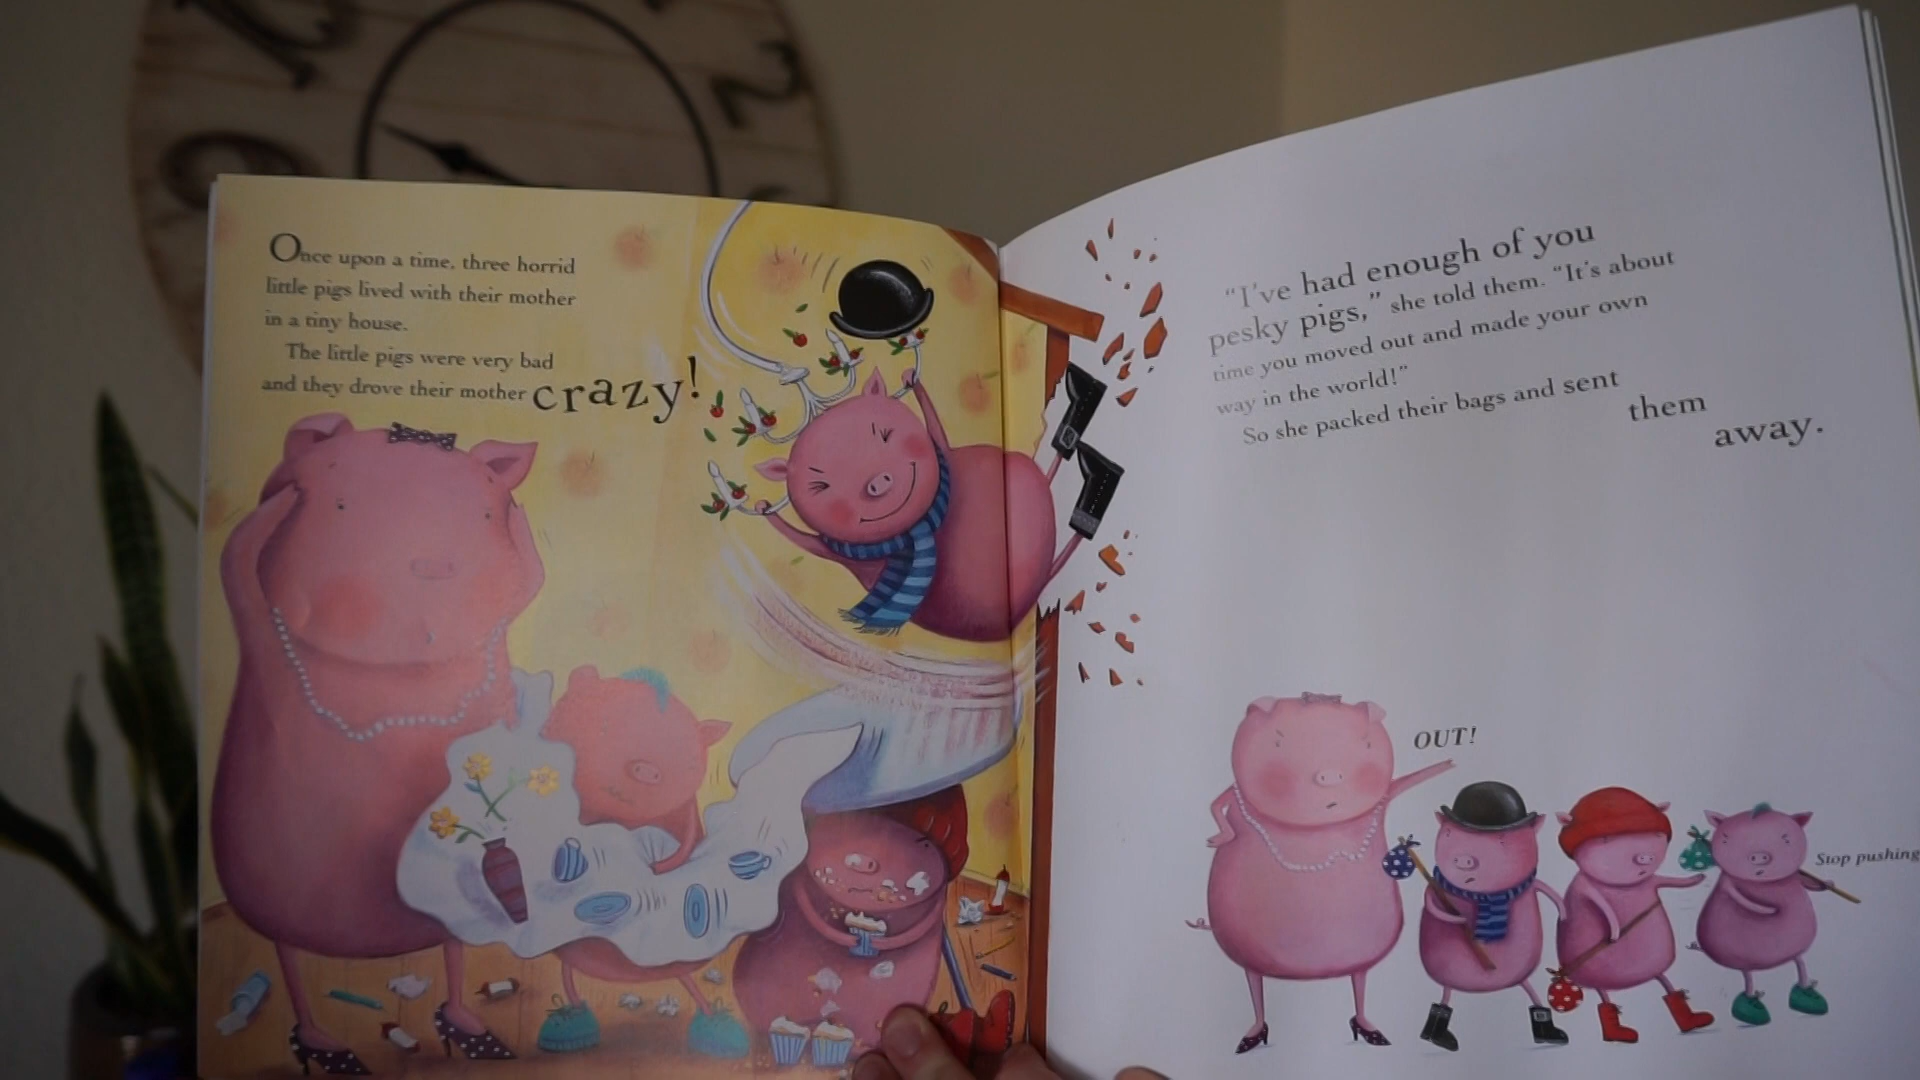 Once upon a time, three horrid
little pigs lived with their mother
in a tiny house.
The little pigs were very bad
and they drove their mother crazy!
"I've had enough of you
pesky pigs," she told them. "It's about
time you moved out and made your own
way in the world!"
So she packed their bags and sent
them
away.
OUT!
Stop pushing